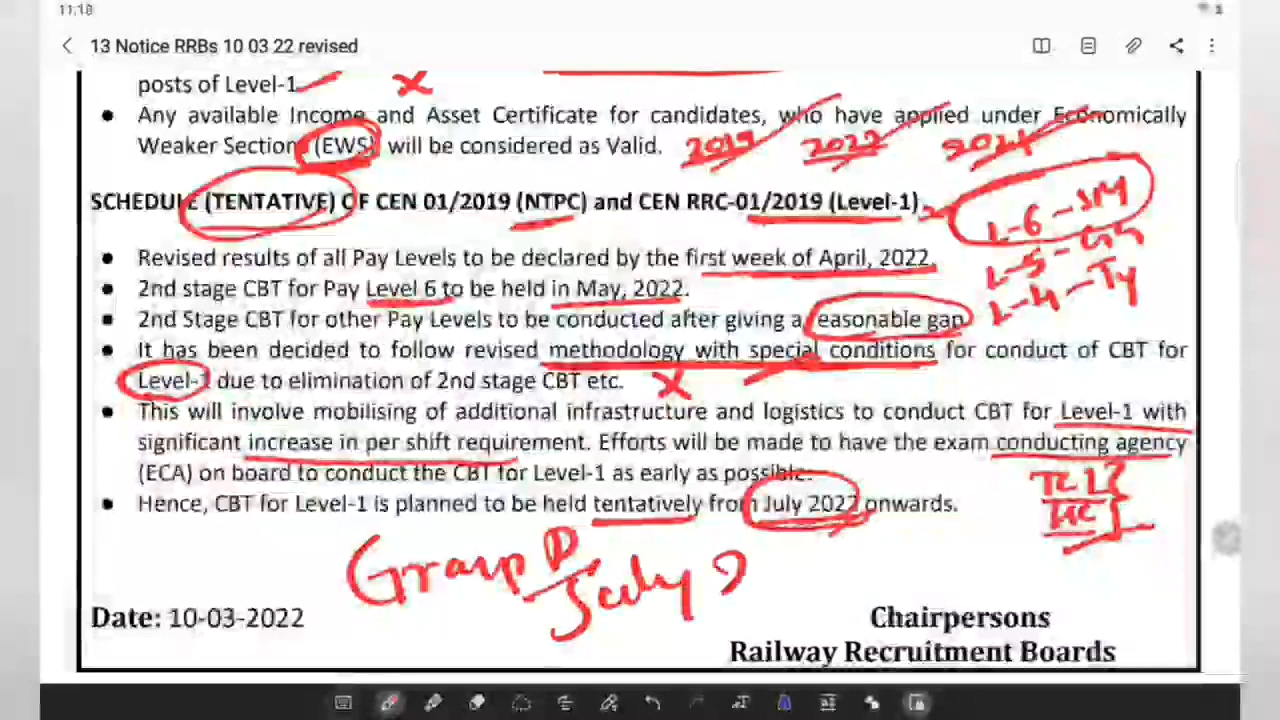 11:18
13 Notice RRBs 10 03 22 revised
posts of Level-1
• Any available Income and Asset Certificate for candidates, who have applied under Economically
Weaker Section (EWS) will be considered as Valid. 2019 2022 2021
SCHEDULE (TENTATIVE) OF CEN 01/2019 (NTPC) and CEN RRC-01/2019 (Level-1)
L-6 - SM
• Revised results of all Pay Levels to be declared by the first week of April, 2022.
L-5 - GG
• 2nd stage CBT for Pay Level 6 to be held in May, 2022.
L-4 - Ty
• 2nd Stage CBT for other Pay Levels to be conducted after giving a easonable gap
• It has been decided to follow revised methodology with special conditions for conduct of CBT for
Level-1 due to elimination of 2nd stage CBT etc.
• This will involve mobilising of additional infrastructure and logistics to conduct CBT for Level-1 with
significant increase in per shift requirement. Efforts will be made to have the exam conducting agency
(ECA) on board to conduct the CBT for Level-1 as early as possible.
• Hence, CBT for Level-1 is planned to be held tentatively from July 2022 onwards.
Group D
July
Date: 10-03-2022
Chairpersons
Railway Recruitment Boards